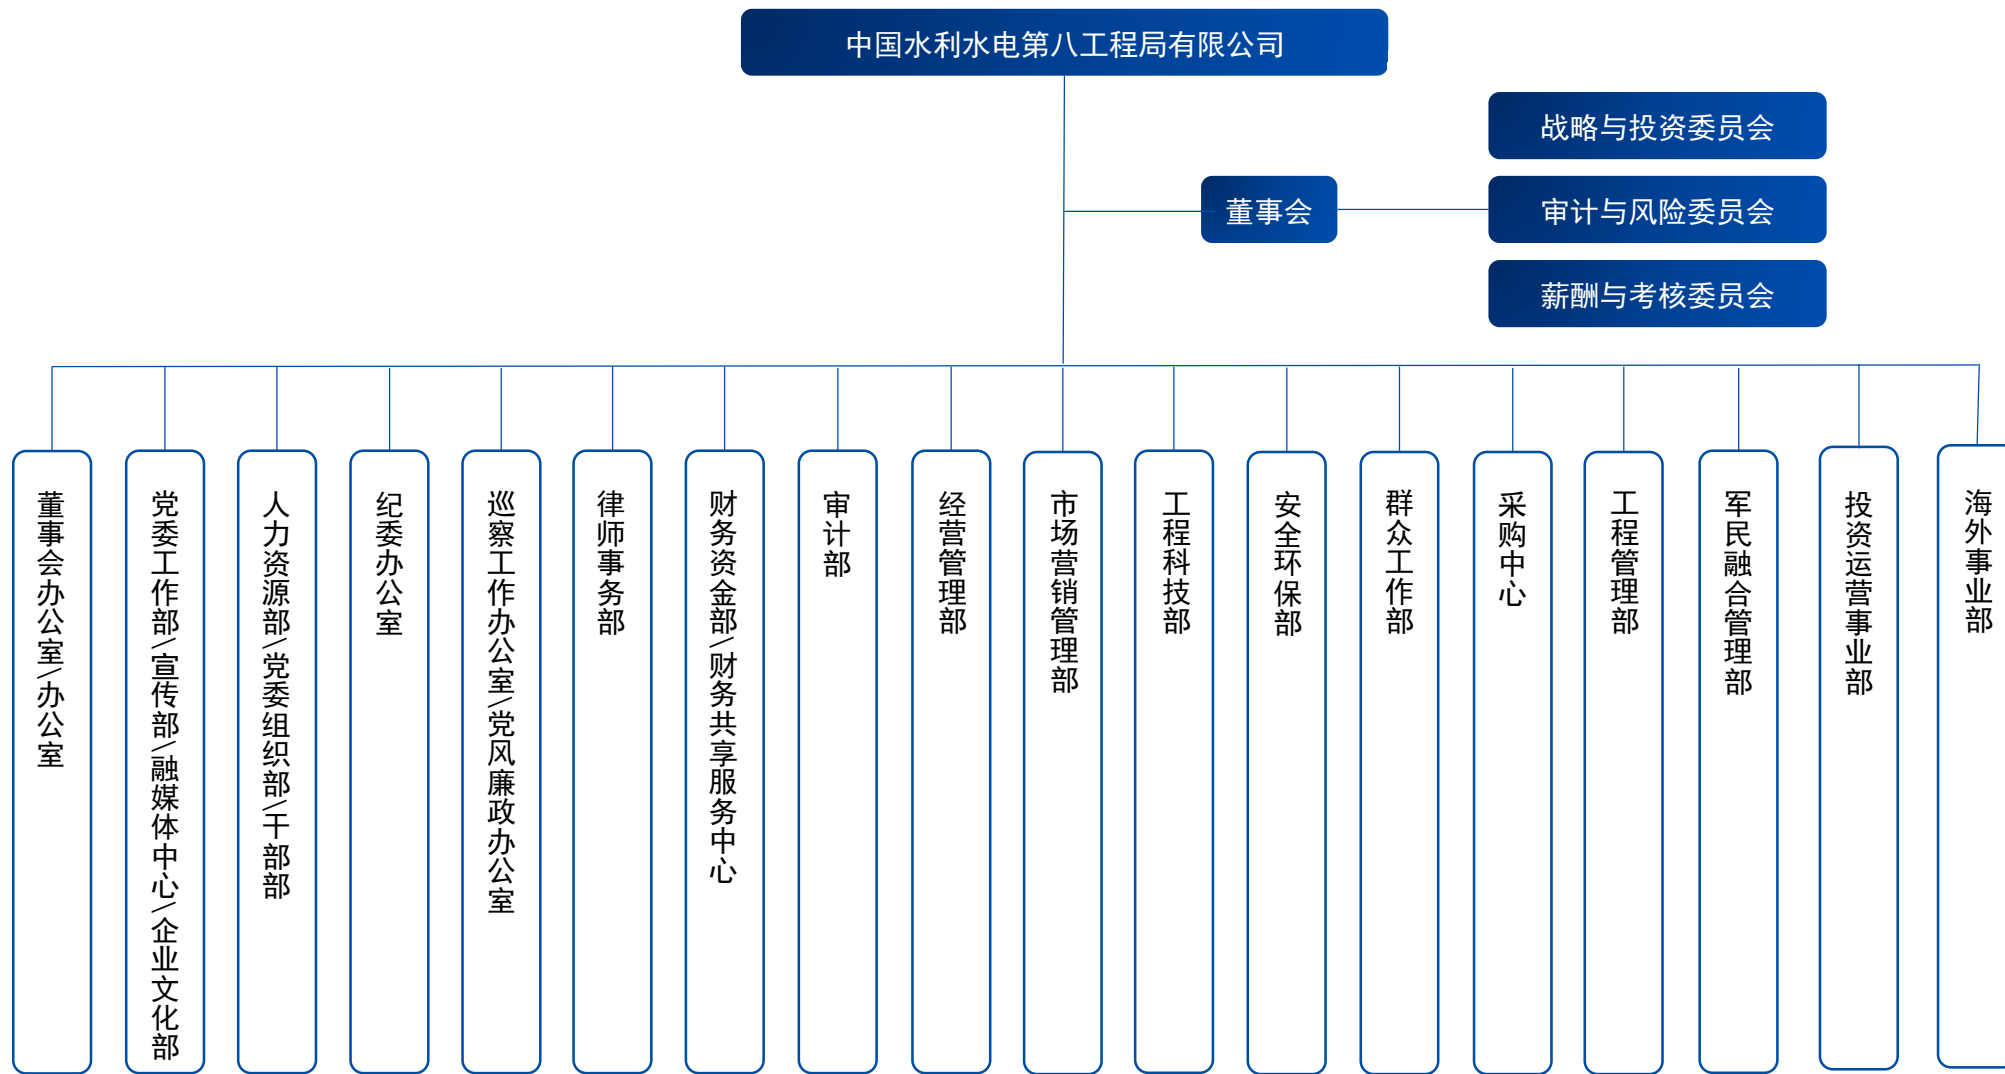 中国水利水电第八工程局有限公司
战略与投资委员会
董事会
审计与风险委员会
薪酬与考核委员会
董事会办公室/办公室
党委工作部/宣传部/融媒体中心/企业文化部
人力资源部/党委组织部/干部部
纪委办公室
巡察工作办公室/党风廉政办公室
律师事务部
财务资金部/财务共享服务中心
审计部
经营管理部
市场营销管理部
工程科技部
安全环保部
群众工作部
采购中心
工程管理部
军民融合管理部
投资运营事业部
海外事业部